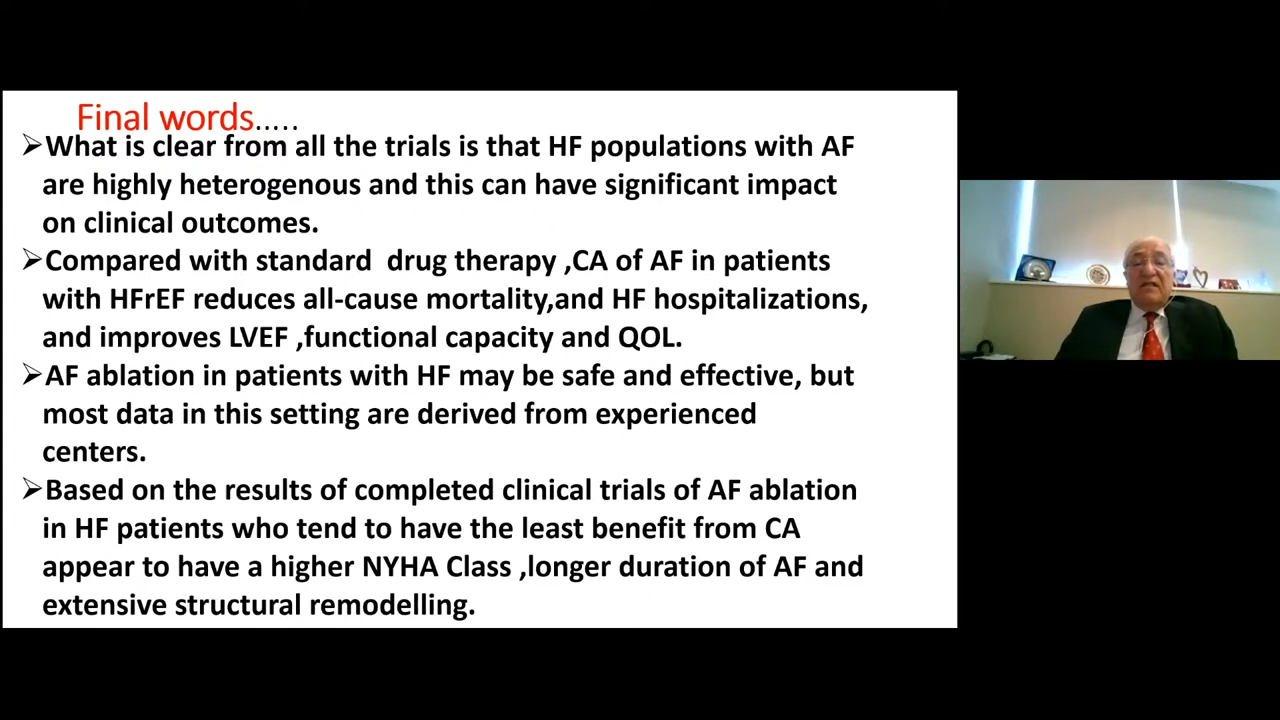 Final words.....
➢What is clear from all the trials is that HF populations with AF
are highly heterogenous and this can have significant impact
on clinical outcomes.
➢Compared with standard drug therapy ,CA of AF in patients
with HFrEF reduces all-cause mortality,and HF hospitalizations,
and improves LVEF ,functional capacity and QOL.
➢AF ablation in patients with HF may be safe and effective, but
most data in this setting are derived from experienced
centers.
➢Based on the results of completed clinical trials of AF ablation
in HF patients who tend to have the least benefit from CA
appear to have a higher NYHA Class ,longer duration of AF and
extensive structural remodelling.